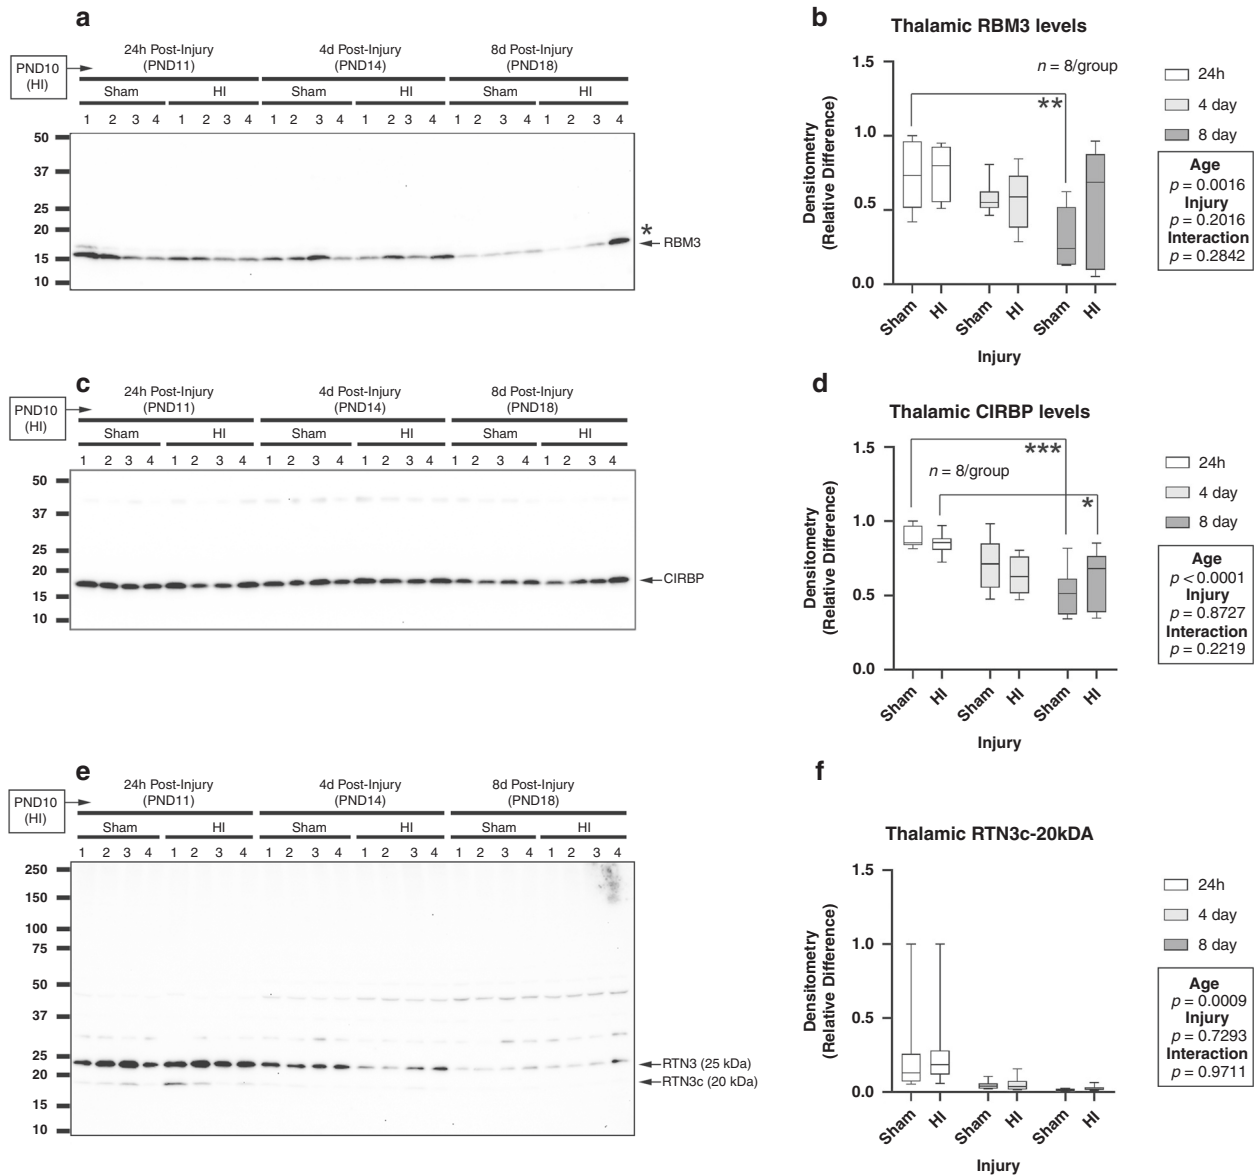 a
24h Post-Injury
(PND11)
4d Post-Injury
(PND14)
8d Post-Injury
(PND18)
PND10
(HI)
Sham HI Sham HI Sham HI
1 2 3 4 1 2 3 4 1 2 3 4 1 2 3 4 1 2 3 4 1 2 3 4
50
37
25
20
15
10
*
RBM3
b
Thalamic RBM3 levels
n = 8/group
**
Densitometry
(Relative Difference)
1.5
1.0
0.5
0.0
Sham HI Sham HI Sham HI
Injury
24h
4 day
8 day
Age
p = 0.0016
Injury
p = 0.2016
Interaction
p = 0.2842
c
24h Post-Injury
(PND11)
4d Post-Injury
(PND14)
8d Post-Injury
(PND18)
PND10
(HI)
Sham HI Sham HI Sham HI
1 2 3 4 1 2 3 4 1 2 3 4 1 2 3 4 1 2 3 4 1 2 3 4
50
37
25
20
15
10
CIRBP
d
Thalamic CIRBP levels
***
n = 8/group
*
Densitometry
(Relative Difference)
1.5
1.0
0.5
0.0
Sham HI Sham HI Sham HI
Injury
24h
4 day
8 day
Age
p < 0.0001
Injury
p = 0.8727
Interaction
p = 0.2219
e
24h Post-Injury
(PND11)
4d Post-Injury
(PND14)
8d Post-Injury
(PND18)
PND10
(HI)
Sham HI Sham HI Sham HI
1 2 3 4 1 2 3 4 1 2 3 4 1 2 3 4 1 2 3 4 1 2 3 4
250
150
100
75
50
37
25
20
15
10
RTN3 (25 kDa)
RTN3c (20 kDa)
f
Thalamic RTN3c-20kDA
Densitometry
(Relative Difference)
1.5
1.0
0.5
0.0
Sham HI Sham HI Sham HI
Injury
24h
4 day
8 day
Age
p = 0.0009
Injury
p = 0.7293
Interaction
p = 0.9711